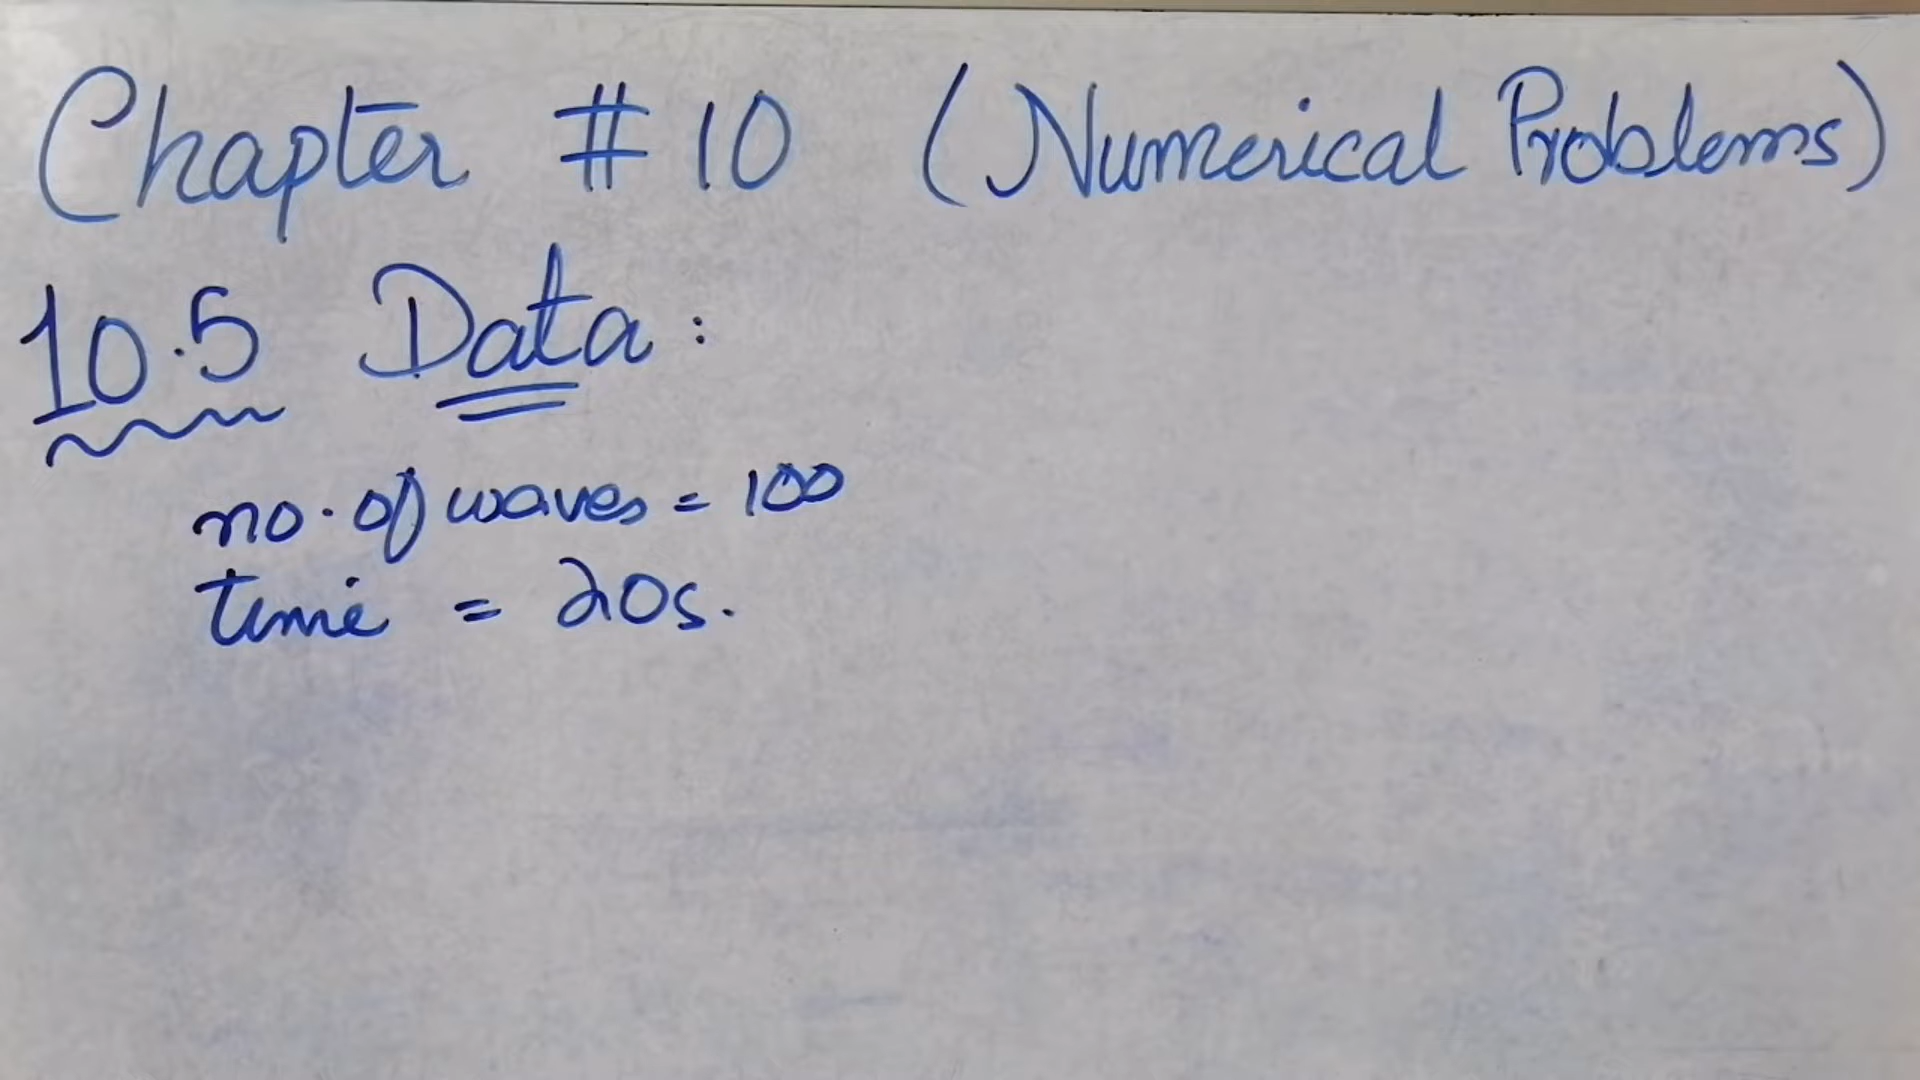 Chapter # 10 (Numerical Problems)
10.5 Data:
no. of waves = 100
time = 20s.